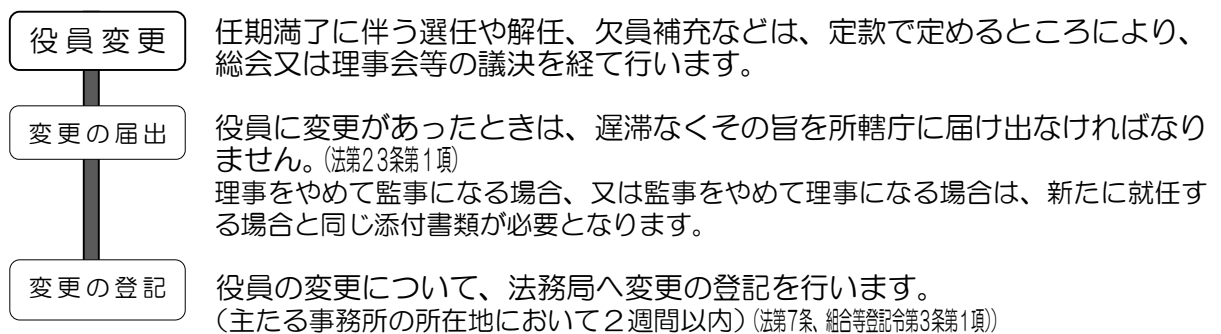 役員変更
任期満了に伴う選任や解任、欠員補充などは、定款で定めるところにより、
総会又は理事会等の議決を経て行います。
変更の届出
役員に変更があったときは、遅滞なくその旨を所轄庁に届け出なければなり
ません。(法第23条第1項)
理事をやめて監事になる場合、又は監事をやめて理事になる場合は、新たに就任す
る場合と同じ添付書類が必要となります。
変更の登記
役員の変更について、法務局へ変更の登記を行います。
(主たる事務所の所在地において2週間以内)(法第7条、組合等登記令第3条第1項))